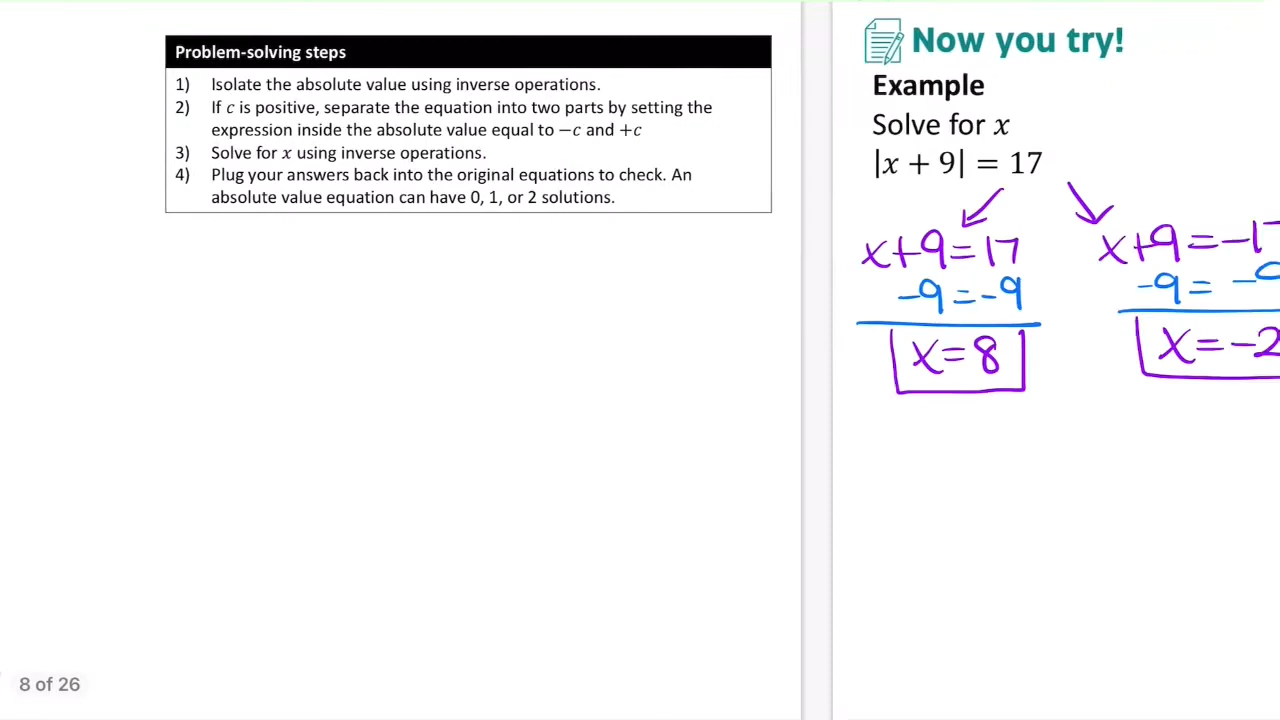 Problem-solving steps
1) Isolate the absolute value using inverse operations.
2) If c is positive, separate the equation into two parts by setting the
expression inside the absolute value equal to −c and +c
3) Solve for x using inverse operations.
4) Plug your answers back into the original equations to check. An
absolute value equation can have 0, 1, or 2 solutions.
8 of 26
Now you try!
Example
Solve for x
|x + 9| = 17
x+9=17
-9=-9
x=8
x+9=-17
-9= -9
x=-2